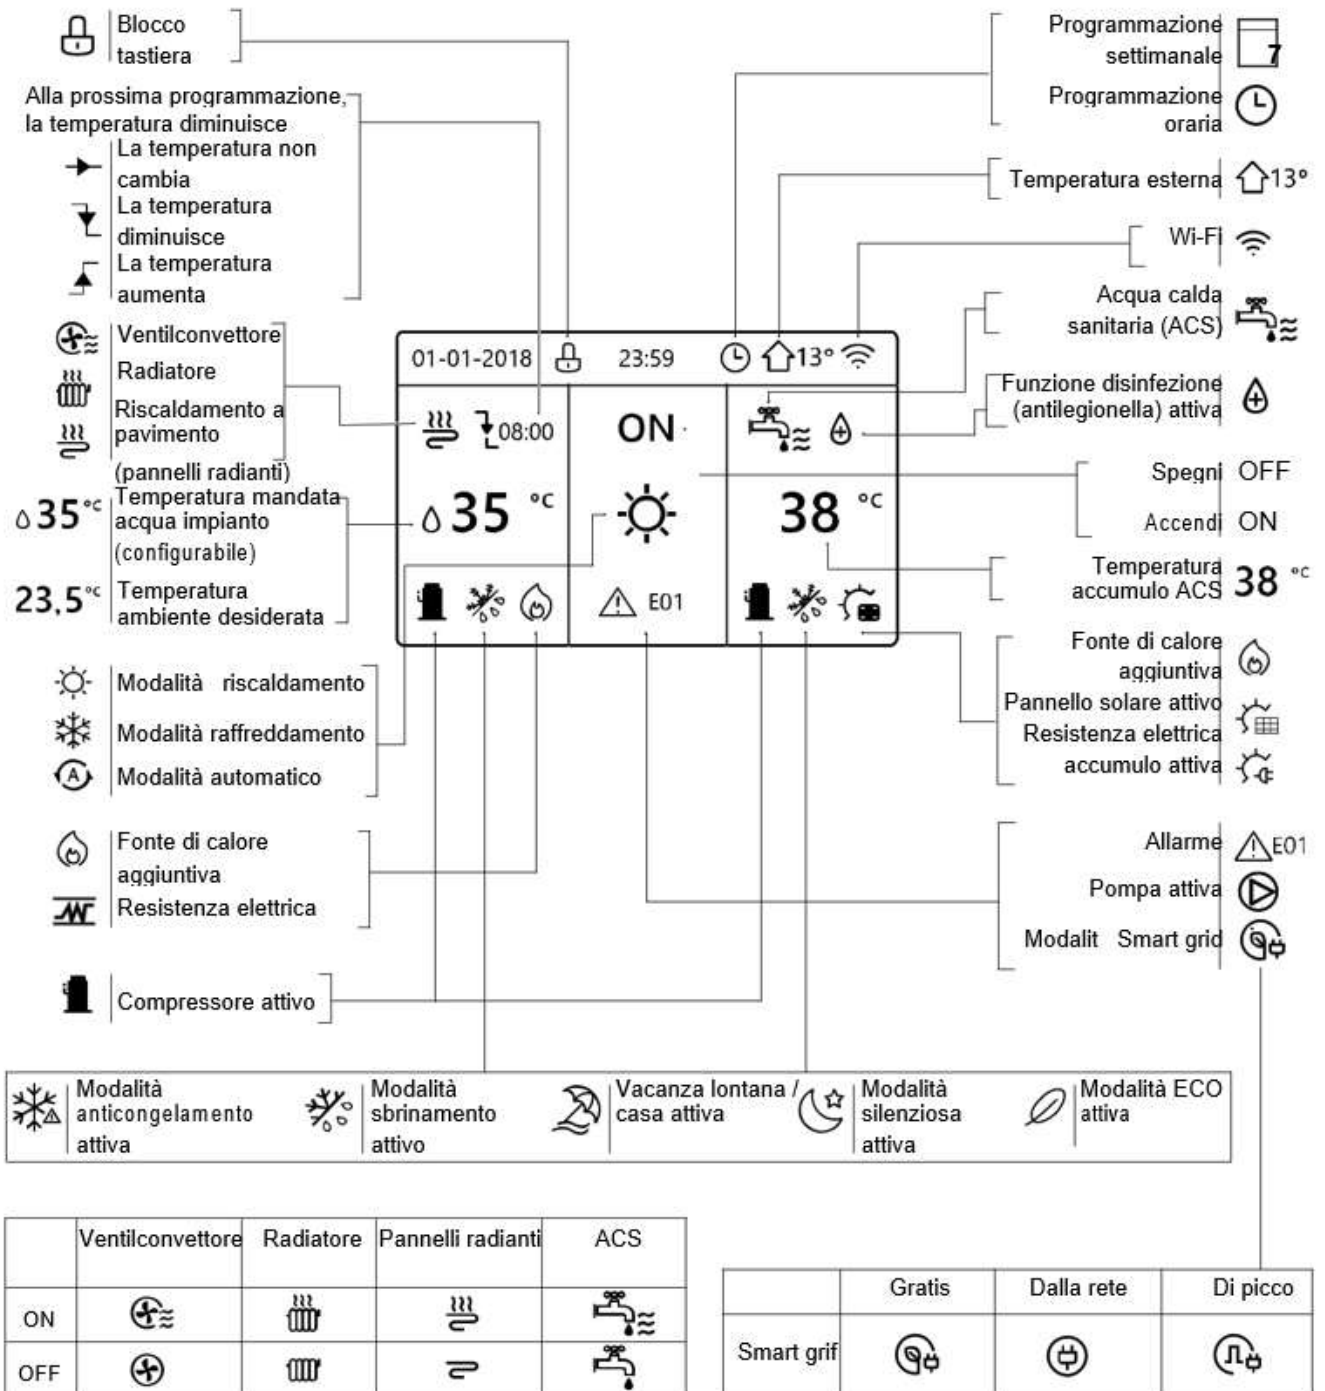 Blocco
tastiera
Alla prossima programmazione,
la temperatura diminuisce
La temperatura non
cambia
La temperatura
diminuisce
La temperatura
aumenta
Ventilconvettore
Radiatore
Riscaldamento a
pavimento
(pannelli radianti)
35°C
Temperatura mandata
acqua impianto
(configurabile)
23,5°C
Temperatura
ambiente desiderata
Modalità riscaldamento
Modalità raffreddamento
A
Modalità automatico
Fonte di calore
aggiuntiva
Resistenza elettrica
Compressore attivo
01-01-2018 23:59 13°
08:00
ON
35 °C
38 °C
E01
Programmazione
settimanale
7
Programmazione
oraria
Temperatura esterna 13°
Wi-Fi
Acqua calda
sanitaria (ACS)
Funzione disinfezione
(antilegionella) attiva
Spegni OFF
Accendi ON
Temperatura
accumulo ACS
38 °C
Fonte di calore
aggiuntiva
Pannello solare attivo
Resistenza elettrica
accumulo attiva
Allarme E01
Pompa attiva
Modalit Smart grid
Modalità
anticongelamento
attiva
Modalità
sbrinamento
attivo
Vacanza lontana /
casa attiva
Modalità
silenziosa
attiva
Modalità ECO
attiva
Ventilconvettore Radiatore Pannelli radianti ACS
ON
OFF
Gratis Dalla rete Di picco
Smart grif